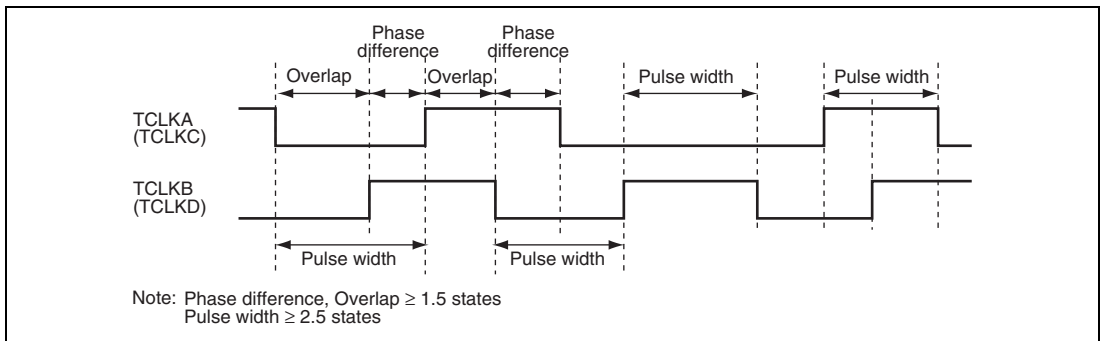 Phase difference
Phase difference
Overlap
Overlap
Pulse width
Pulse width
TCLKA
(TCLKC)
TCLKB
(TCLKD)
Pulse width
Pulse width
Note: Phase difference, Overlap ≥ 1.5 states
Pulse width ≥ 2.5 states